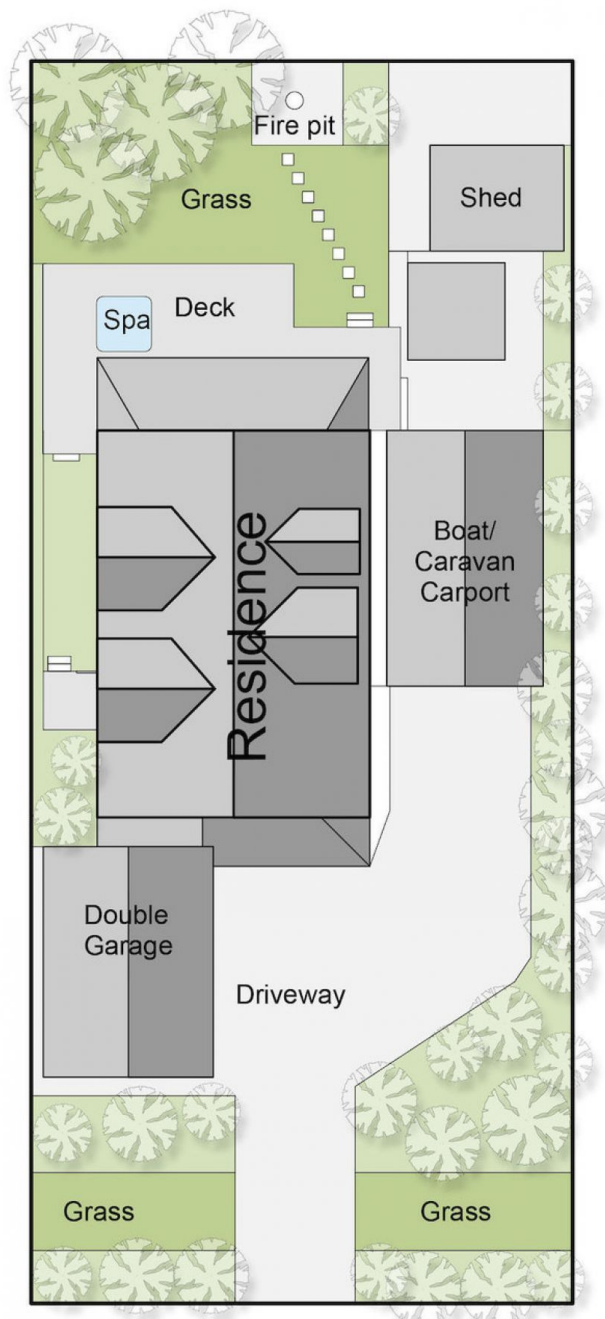 Fire pit
Grass
Shed
Spa
Deck
Residence
Boat/
Caravan
Carport
Double
Garage
Driveway
Grass
Grass